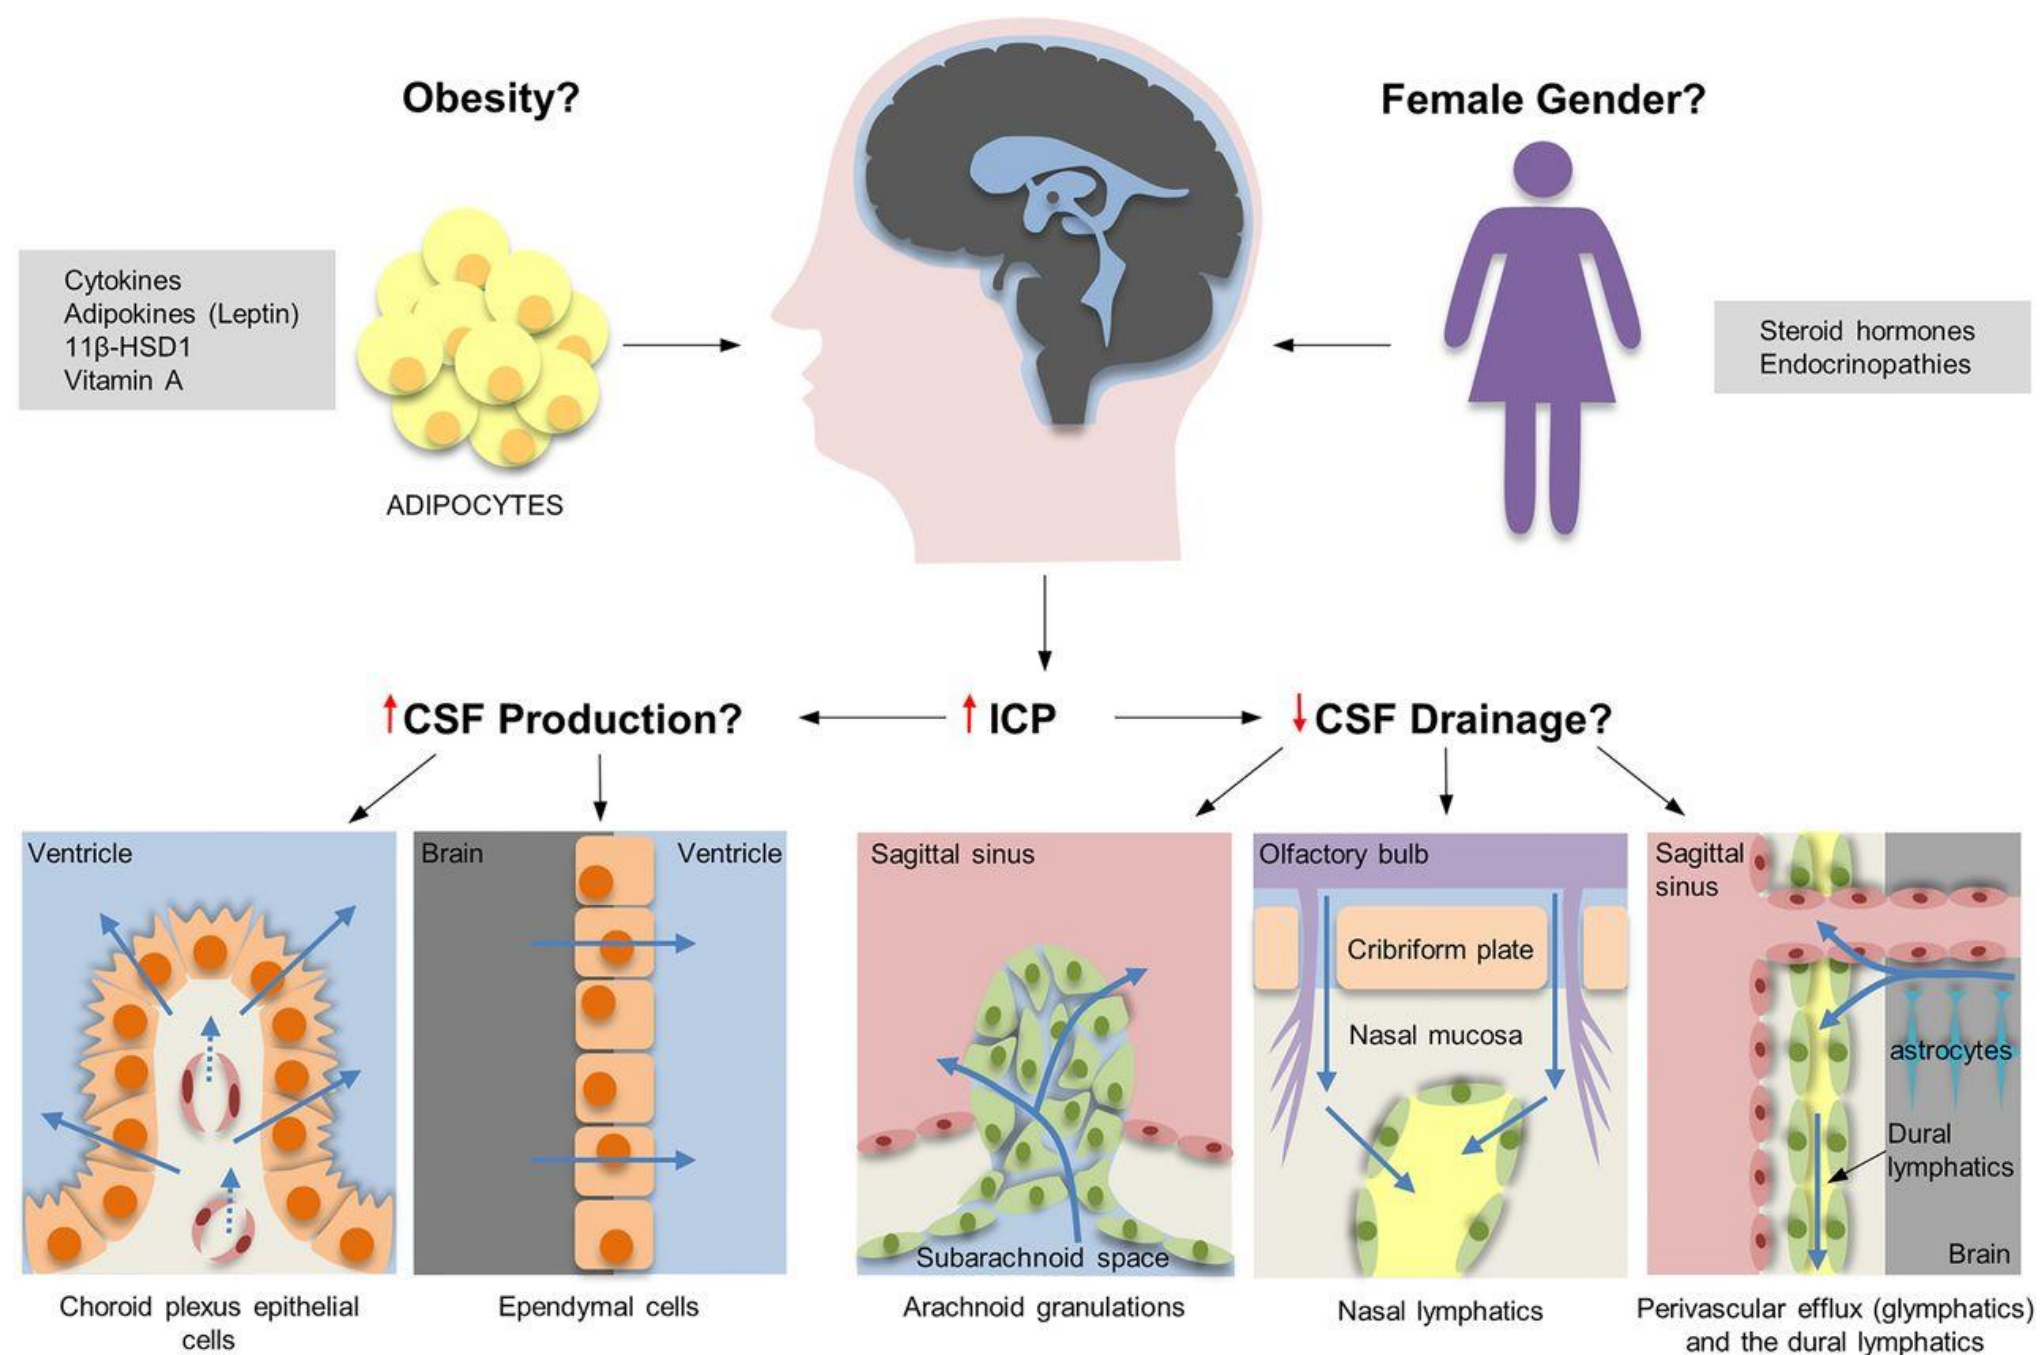 Obesity?
Female Gender?
Cytokines
Adipokines (Leptin)
11β-HSD1
Vitamin A
Steroid hormones
Endocrinopathies
ADIPOCYTES
↑CSF Production?
↑ ICP
↓CSF Drainage?
Ventricle
Brain
Ventricle
Sagittal sinus
Subarachnoid space
Olfactory bulb
Cribriform plate
Nasal mucosa
Sagittal
sinus
astrocytes
Dural
lymphatics
Brain
Choroid plexus epithelial
cells
Ependymal cells
Arachnoid granulations
Nasal lymphatics
Perivascular efflux (glymphatics)
and the dural lymphatics